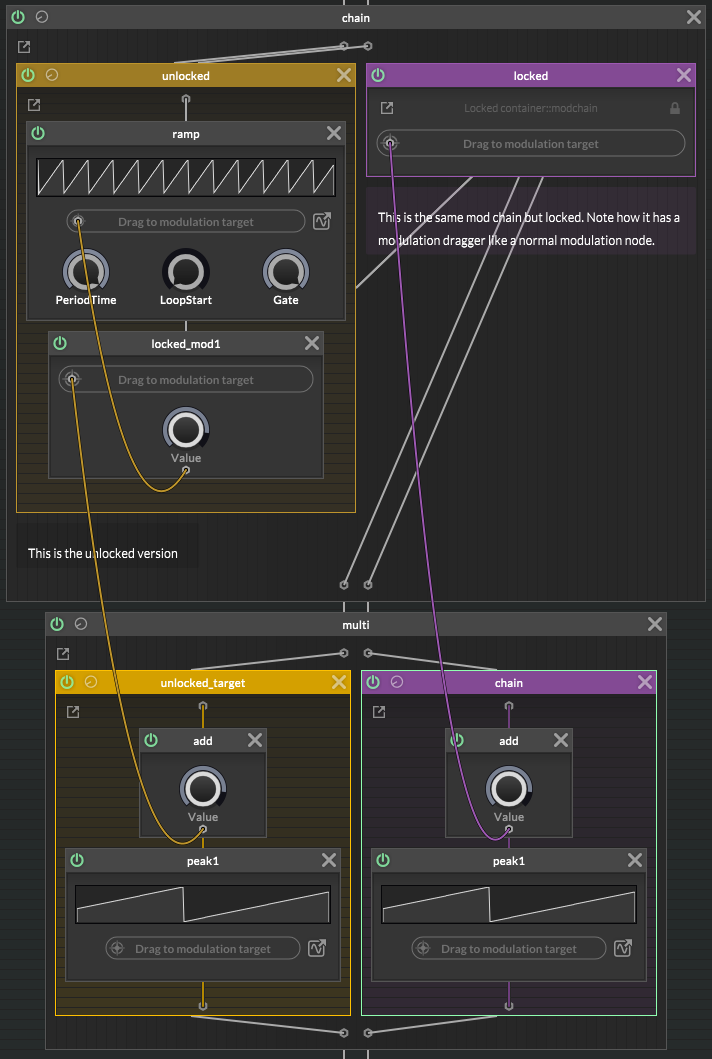 chain
unlocked
locked
Locked container::modchain
Drag to modulation target
This is the same mod chain but locked. Note how it has a
modulation dragger like a normal modulation node.
ramp
Drag to modulation target
PeriodTime
LoopStart
Gate
locked_mod1
Drag to modulation target
Value
This is the unlocked version
multi
unlocked_target
chain
add
add
Value
Value
peak1
peak1
Drag to modulation target
Drag to modulation target